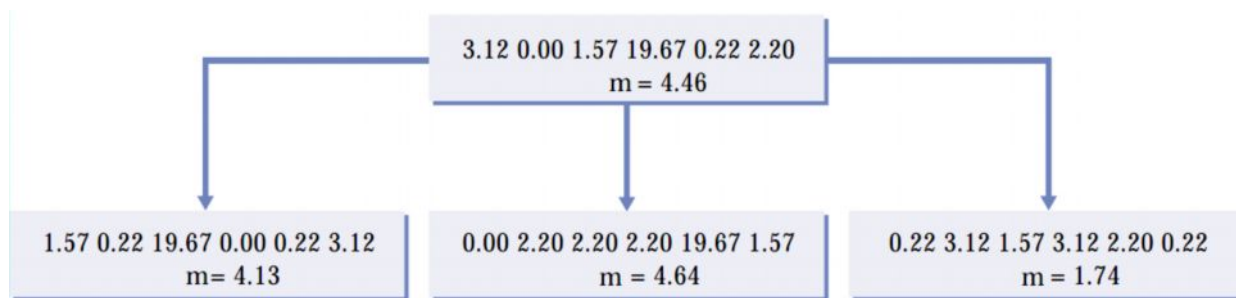 3.12 0.00 1.57 19.67 0.22 2.20
m = 4.46
1.57 0.22 19.67 0.00 0.22 3.12
m= 4.13
0.00 2.20 2.20 2.20 19.67 1.57
m = 4.64
0.22 3.12 1.57 3.12 2.20 0.22
m = 1.74